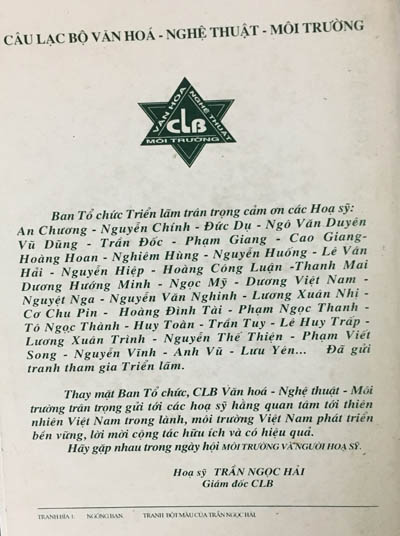 CÂU LẠC BỘ VĂN HOÁ - NGHỆ THUẬT - MÔI TRƯỜNG
VĂN HÓA
NGHỆ THUẬT
CLB
MÔI TRƯỜNG
Ban Tổ chức Triển lãm trân trọng cảm ơn các Hoạ sỹ:
An Chương - Nguyễn Chính - Đức Dụ - Ngô Văn Duyên
Vũ Dũng - Trần Đốc - Phạm Giang - Cao Giang-
Hoàng Hoan - Nghiêm Hùng - Nguyễn Huống - Lê Văn
Hải - Nguyễn Hiệp - Hoàng Công Luận -Thanh Mai
Dương Hướng Minh - Ngọc Mỹ - Dương Việt Nam -
Nguyệt Nga - Nguyễn Văn Nghinh - Lương Xuân Nhị -
Cơ Chu Pin - Hoàng Đình Tài - Phạm Ngọc Thanh -
Tô Ngọc Thành - Huy Toàn - Trần Tuy - Lê Huy Trấp -
Lương Xuân Trình - Nguyễn Thế Thiện - Phạm Viết
Song - Nguyễn Vĩnh - Anh Vũ - Lưu Yên... Đã gửi
tranh tham gia Triển lãm.
Thay mặt Ban Tổ chức, CLB Văn hoá - Nghệ thuật - Môi
trường trân trọng gửi tới các hoạ sỹ hằng quan tâm tới thiên
nhiên Việt Nam trong lành, môi trường Việt Nam phát triển
bền vững, lời mời cộng tác hữu ích và có hiệu quả.
Hãy gặp nhau trong ngày hội MÔI TRƯỜNG VÀ NGƯỜI HOẠ SỸ.
Hoạ sỹ TRẦN NGỌC HẢI
Giám đốc CLB
TRANH BÌA 1: NGÓNG BẠN TRANH BỘT MÀU CỦA TRẦN NGỌC HẢI